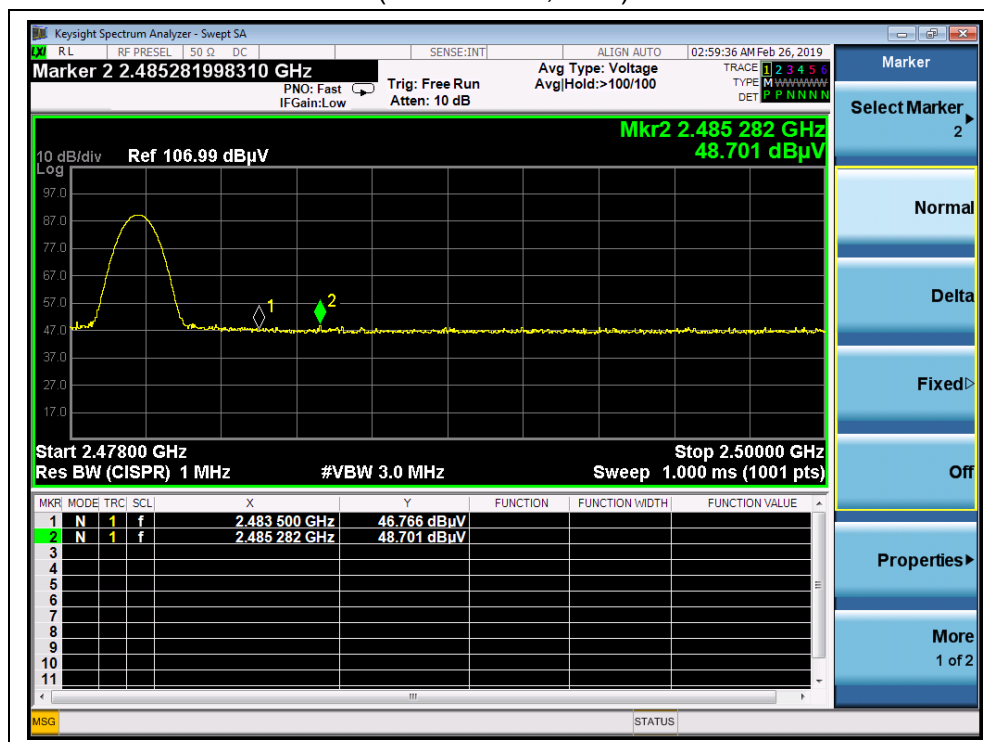 Keysight Spectrum Analyzer - Swept SA
RL RF PRESEL 50 Ω DC SENSE:INT ALIGN AUTO 02:59:36 AM Feb 26, 2019
Marker 2 2.485281998310 GHz
PNO: Fast
IFGain:Low
Trig: Free Run
Atten: 10 dB
Avg Type: Voltage
Avg|Hold:>100/100
TRACE 1 2 3 4 5 6
TYPE M W W W W W
DET P P N N N N
Mkr2 2.485 282 GHz
48.701 dBµV
10 dB/div Ref 106.99 dBµV
Log
97.0
87.0
77.0
67.0
57.0
47.0
37.0
27.0
17.0
1
2
Start 2.47800 GHz Stop 2.50000 GHz
Res BW (CISPR) 1 MHz #VBW 3.0 MHz Sweep 1.000 ms (1001 pts)
MKR MODE TRC SCL X Y FUNCTION FUNCTION WIDTH FUNCTION VALUE
1 N 1 f 2.483 500 GHz 46.766 dBµV
2 N 1 f 2.485 282 GHz 48.701 dBµV
3
4
5
6
7
8
9
10
11
MSG STATUS
Marker
Select Marker
2
Normal
Delta
Fixed
Off
Properties
More
1 of 2